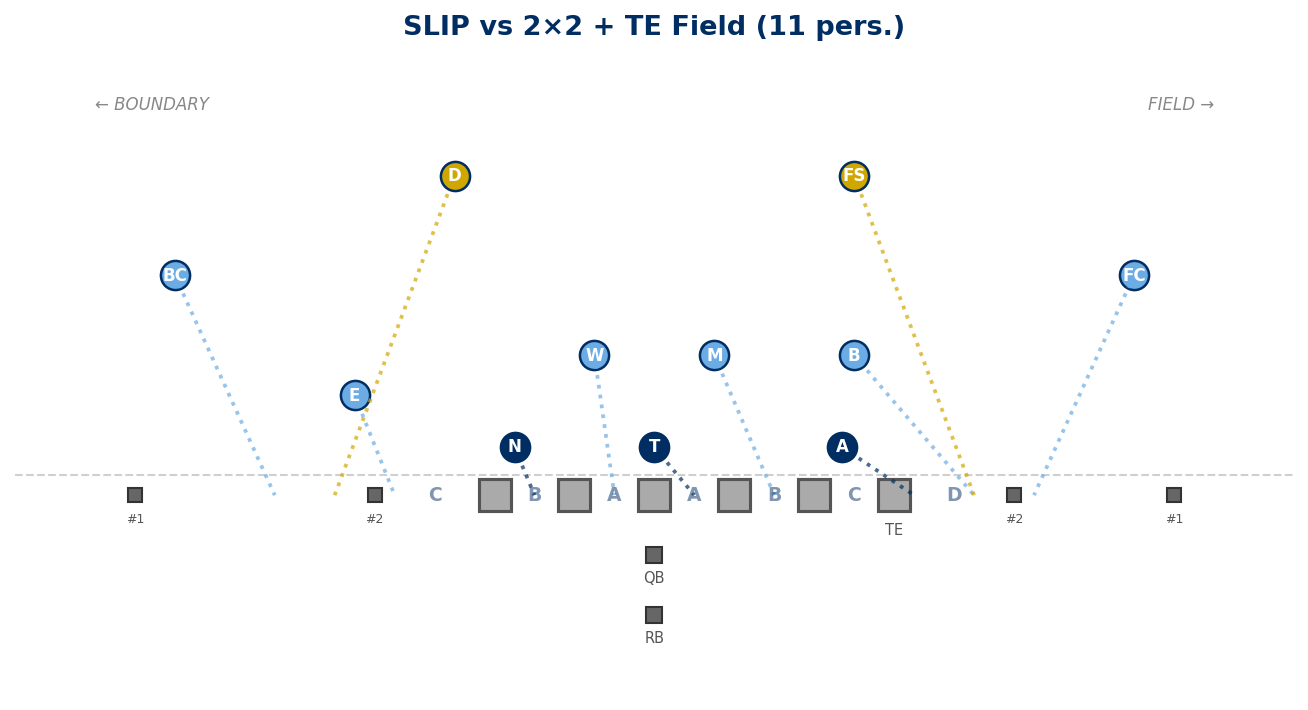 SLIP vs 2×2 + TE Field (11 pers.)
← BOUNDARY
FIELD →
D
FS
BC
FC
W
M
B
E
N
T
A
C
B
A
A
B
C
D
#1
#2
TE
#2
#1
QB
RB